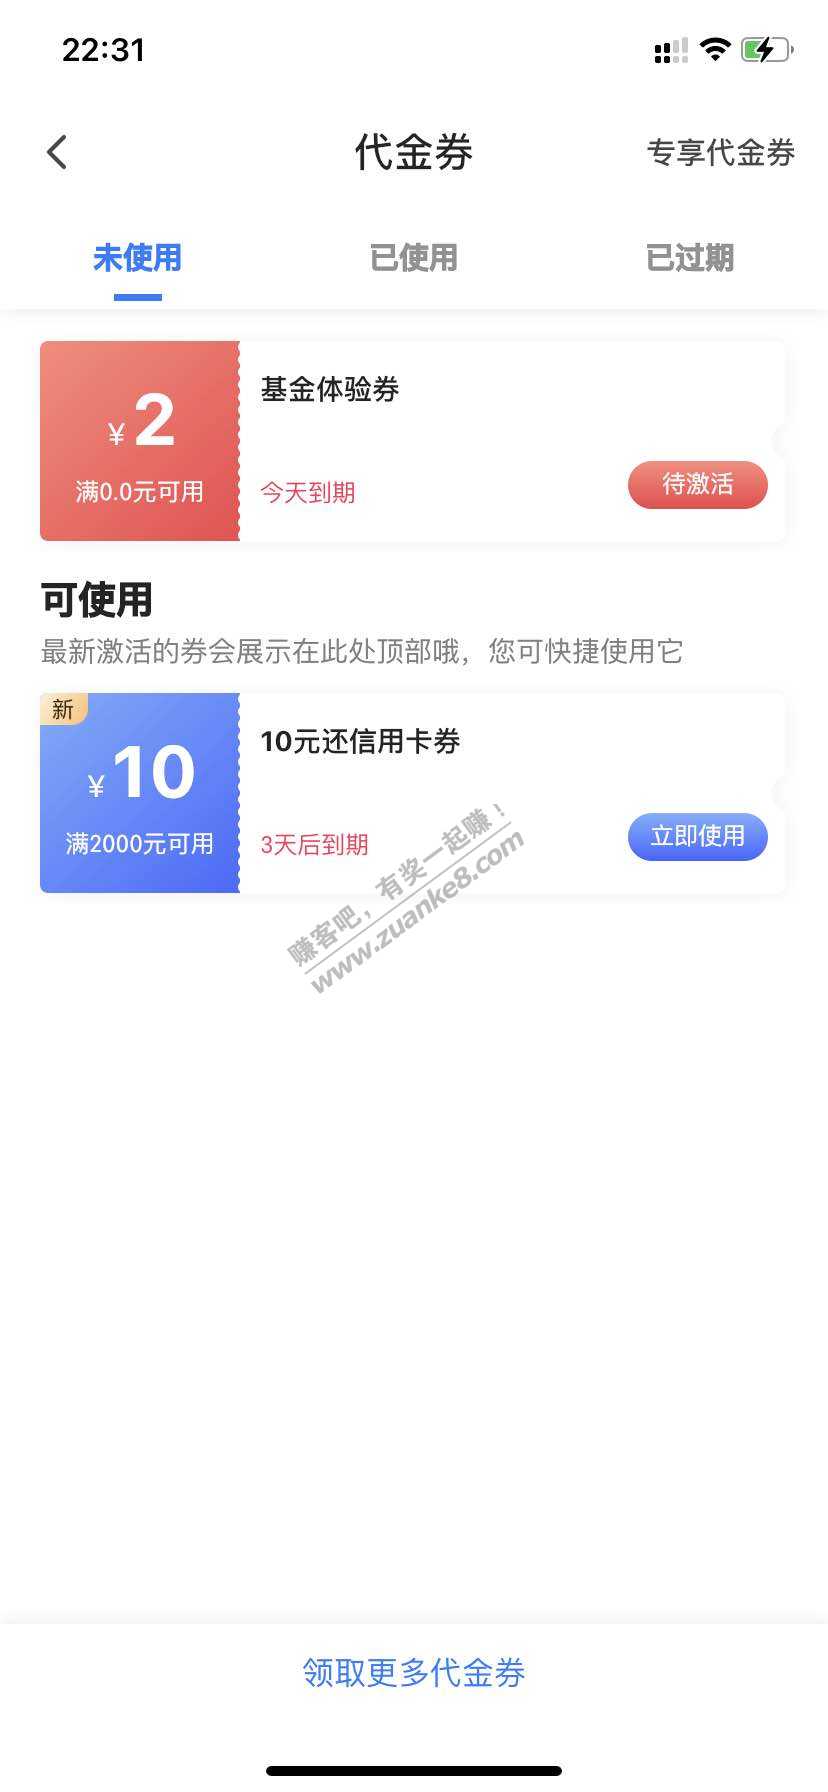 22:31
代金券
专享代金券
未使用
已使用
已过期
¥2
满0.0元可用
基金体验券
今天到期
待激活
可使用
最新激活的券会展示在此处顶部哦，您可快捷使用它
新
¥10
满2000元可用
10元还信用卡券
3天后到期
立即使用
赚客吧，有奖一起赚！
www.zuanke8.com
领取更多代金券